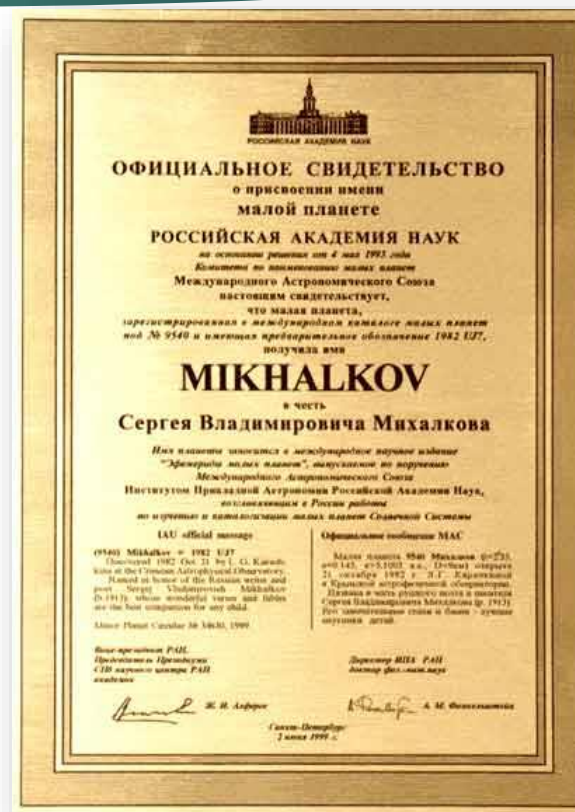 РОССИЙСКАЯ АКАДЕМИЯ НАУК
ОФИЦИАЛЬНОЕ СВИДЕТЕЛЬСТВО
о присвоении имени
малой планете
РОССИЙСКАЯ АКАДЕМИЯ НАУК
на основании решения от 4 мая
Комитета по наименованию малых планет
Международного Астрономического Союза
настоящим свидетельствует,
что малая планета,
зарегистрированная в международном каталоге малых планет
под № 9540 и имеющая предварительное обозначение 1982 UJ7,
получила имя
MIKHALKOV
в честь
Сергея Владимировича Михалкова
Имя планеты заносится в международное научное издание
"Эфемериды малых планет", выпускаемое по поручению
Международного Астрономического Союза
Институтом Прикладной Астрономии Российской Академии Наук,
возглавляющим в России работы
по изучению и каталогизации малых планет Солнечной Системы
IAU official message
(9540) Mikhalkov = 1982 UJ7
Discovered 1982 Oct. 21 by L. G. Karach-
kina at the Crimean Astrophysical Observatory.
Named in honor of the Russian writer and
poet Sergej Vladimirovich Mikhalkov
(b.1913), whose wonderful verses and fables
are the best companion for any child.
Minor Planet Circular 1999
Официальное сообщение МАС
Малая планета 9540 Михалков
открыта
21 октября 1982 г. Л.Г. Карачкиной
в Крымской астрофизической обсерватории.
Названа в честь русского поэта и писателя
Сергея Владимировича Михалкова (р. 1913).
Его замечательные стихи и басни - лучшие
спутники детей.
Вице-президент РАН,
Председатель Президиума
СПб научного центра РАН
академик
Ж. И. Алферов
Директор ИПА РАН
доктор физ.-мат.наук
А. М. Финкельштейн
Санкт-Петербург
2 июня 1999 г.